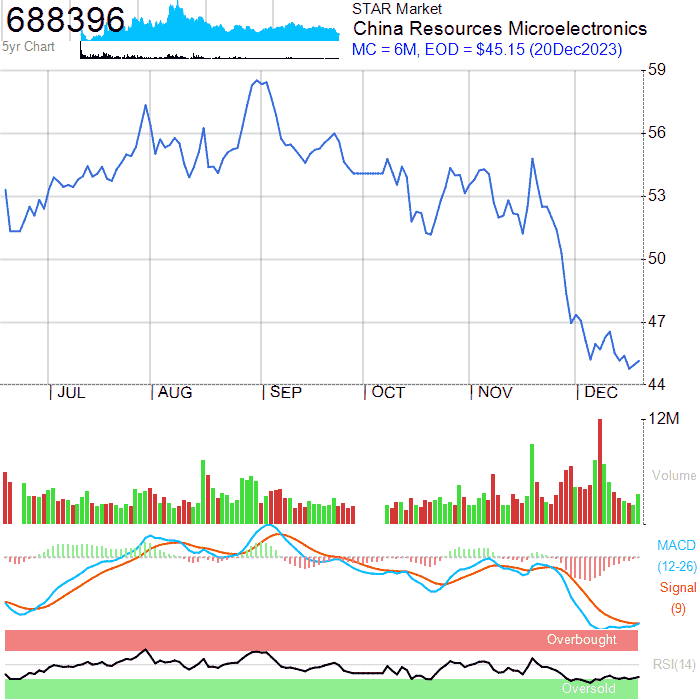 688396
5yr Chart
STAR Market
China Resources Microelectronics
MC = 6M, EOD = $45.15 (20Dec2023)
59
56
53
50
47
44
JUL AUG SEP OCT NOV DEC
12M
Volume
MACD
(12-26)
Signal
(9)
Overbought
RSI(14)
Oversold